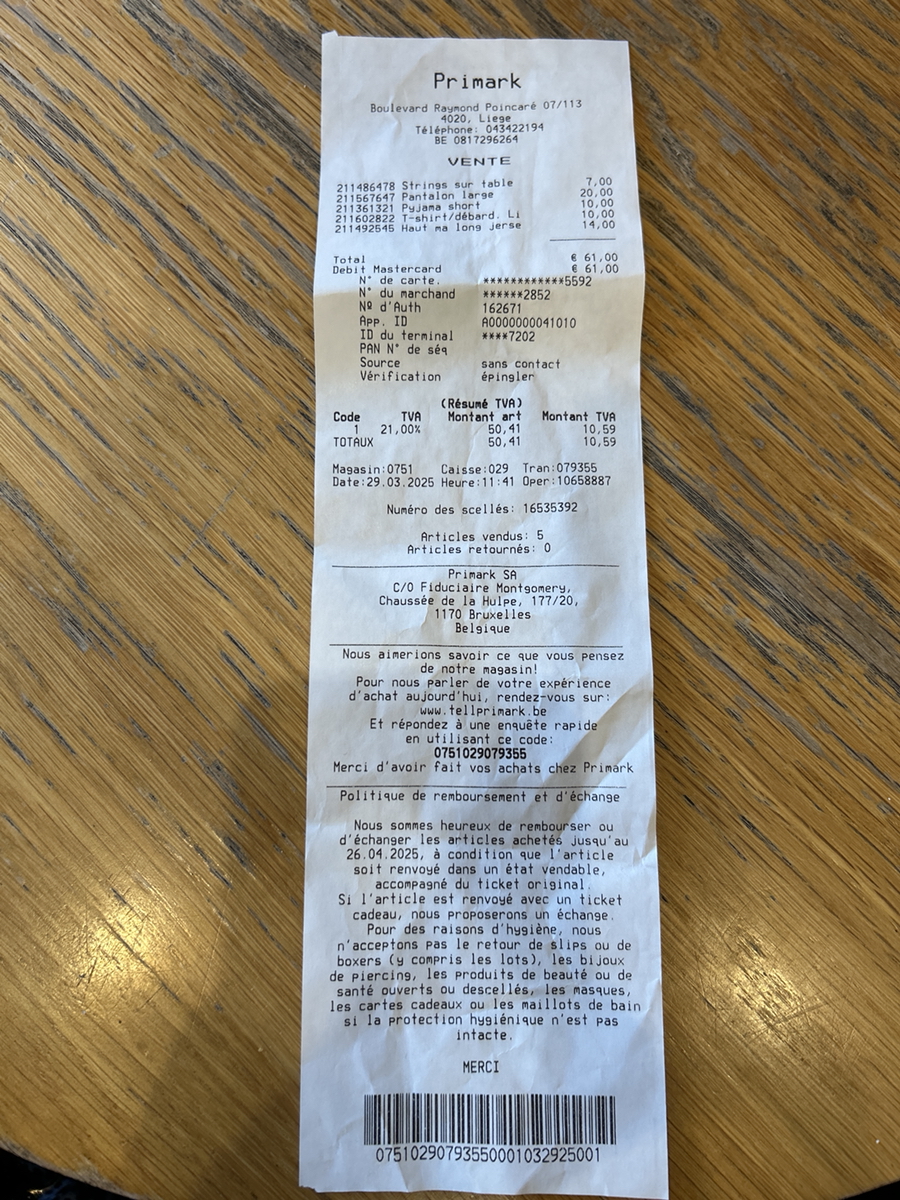 Primark
Boulevard Raymond Poincaré 07/113
4020, Liege
Téléphone: 043422194
BE 0817296264
VENTE
211486478 Strings sur table 7,00
211567647 Pantalon large 20,00
211361321 Pyjama short 10,00
211602822 T-shirt/débard. Li 10,00
211492545 Haut ma long jerse 14,00
Total € 61,00
Debit Mastercard € 61,00
N° de carte. ************5592
N° du marchand ******2852
Nº d'Auth 162671
App. ID A0000000041010
ID du terminal ****7202
PAN N° de séq
Source sans contact
Vérification épingler
(Résumé TVA)
Code TVA Montant art Montant TVA
1 21,00% 50,41 10,59
TOTAUX 50,41 10,59
Magasin:0751 Caisse:029 Tran:079355
Date:29.03.2025 Heure:11:41 Oper:10658887
Numéro des scellés: 16535392
Articles vendus: 5
Articles retournés: 0
Primark SA
C/O Fiduciaire Montgomery,
Chaussée de la Hulpe, 177/20,
1170 Bruxelles
Belgique
Nous aimerions savoir ce que vous pensez
de notre magasin!
Pour nous parler de votre expérience
d'achat aujourd'hui, rendez-vous sur:
www.tellprimark.be
Et répondez à une enquête rapide
en utilisant ce code:
0751029079355
Merci d'avoir fait vos achats chez Primark
Politique de remboursement et d'échange
Nous sommes heureux de rembourser ou
d'échanger les articles achetés jusqu'au
26.04.2025, à condition que l'article
soit renvoyé dans un état vendable,
accompagné du ticket original.
Si l'article est renvoyé avec un ticket
cadeau, nous proposerons un échange.
Pour des raisons d'hygiène, nous
n'acceptons pas le retour de slips ou de
boxers (y compris les lots), les bijoux
de piercing, les produits de beauté ou de
santé ouverts ou descellés, les masques,
les cartes cadeaux ou les maillots de bain
si la protection hygiénique n'est pas
intacte.
MERCI
07510290793550001032925001